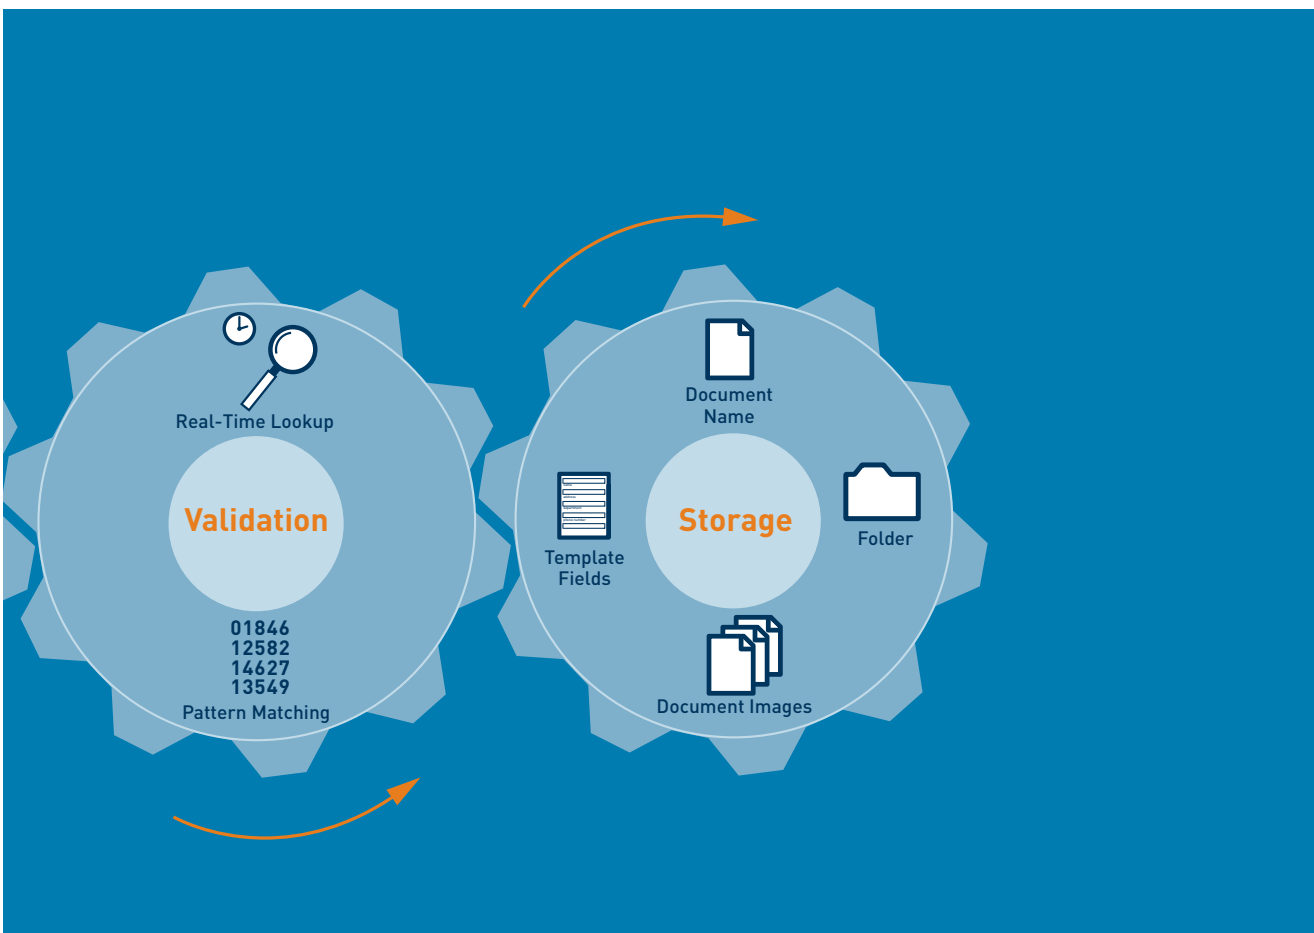 Real-Time Lookup
Validation
01846
12582
14627
13549
Pattern Matching
Document
Name
Template
Fields
Storage
Folder
Document Images